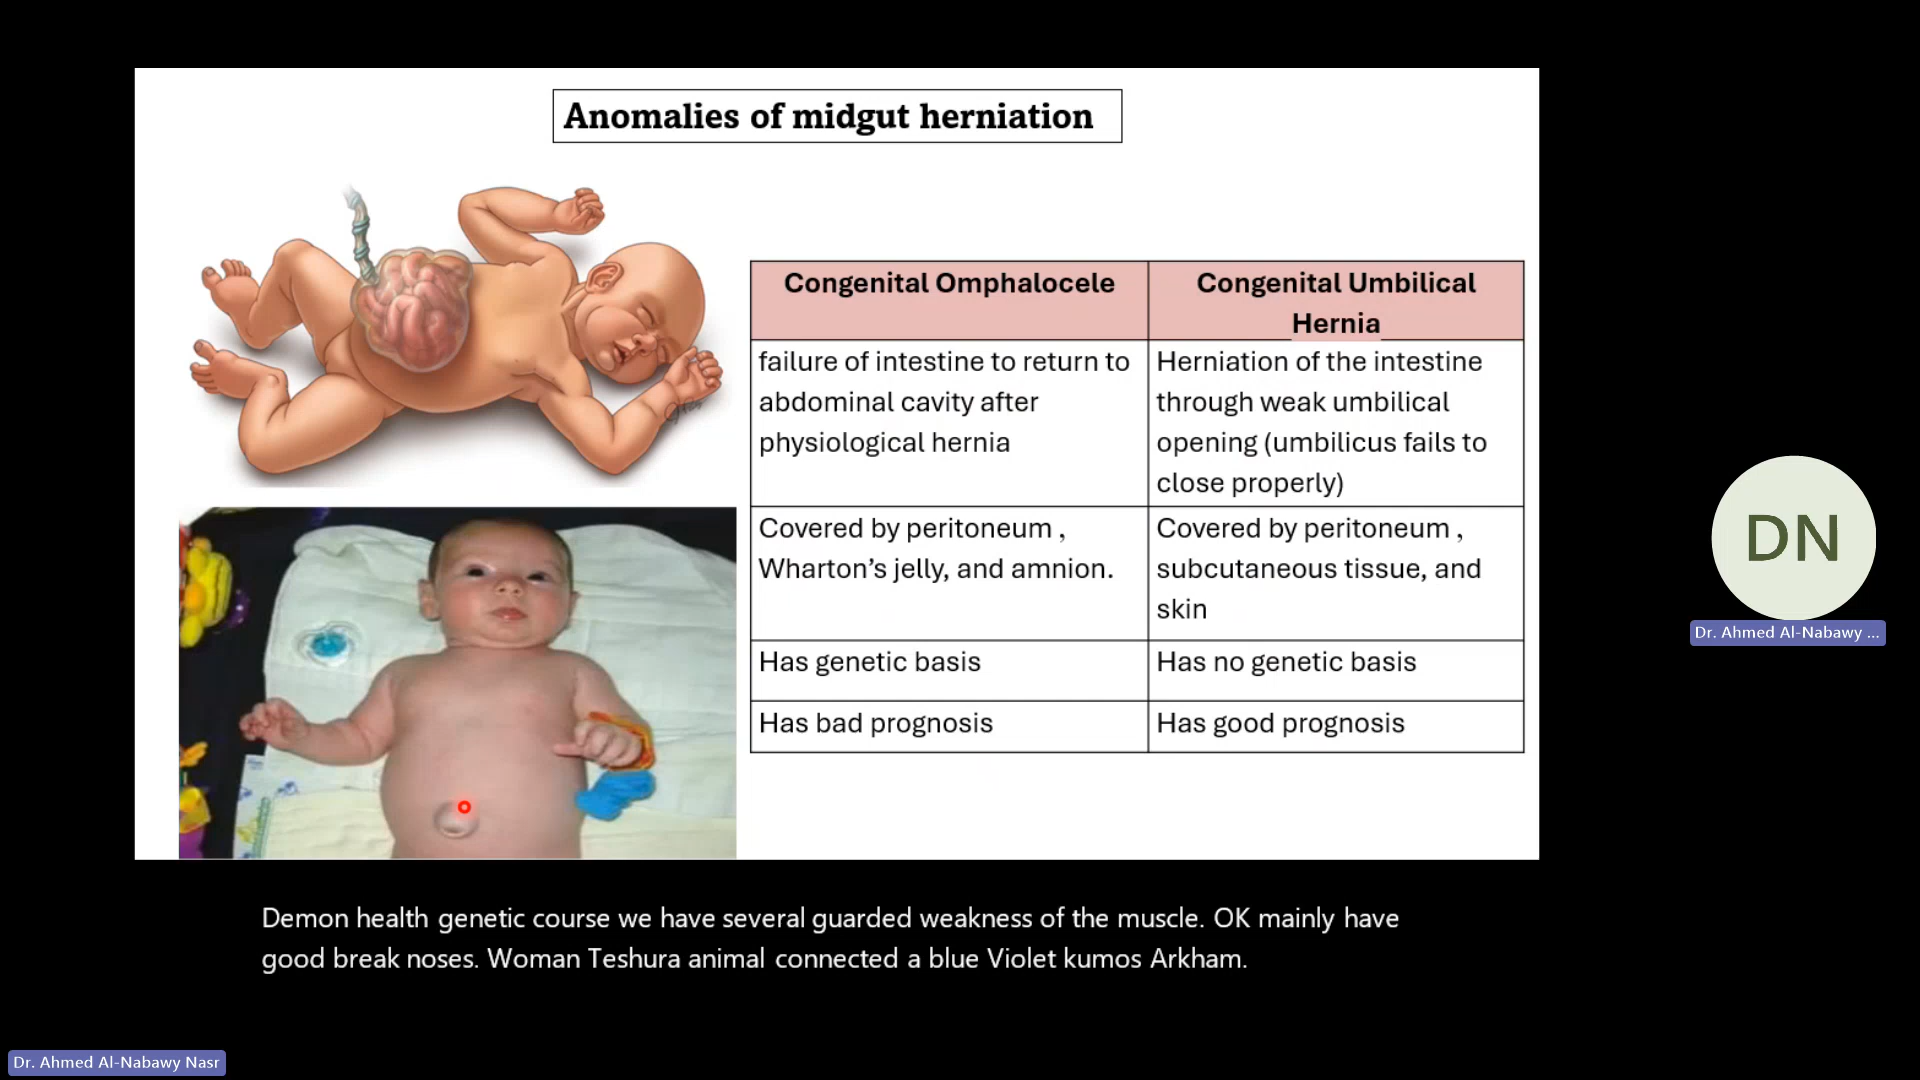 Anomalies of midgut herniation
Congenital Omphalocele
Congenital Umbilical
Hernia
failure of intestine to return to
abdominal cavity after
physiological hernia
Herniation of the intestine
through weak umbilical
opening (umbilicus fails to
close properly)
Covered by peritoneum ,
Wharton’s jelly, and amnion.
Covered by peritoneum ,
subcutaneous tissue, and
skin
Has genetic basis
Has no genetic basis
Has bad prognosis
Has good prognosis
DN
Dr. Ahmed Al-Nabawy ...
Demon health genetic course we have several guarded weakness of the muscle. OK mainly have
good break noses. Woman Teshura animal connected a blue Violet kumos Arkham.
Dr. Ahmed Al-Nabawy Nasr